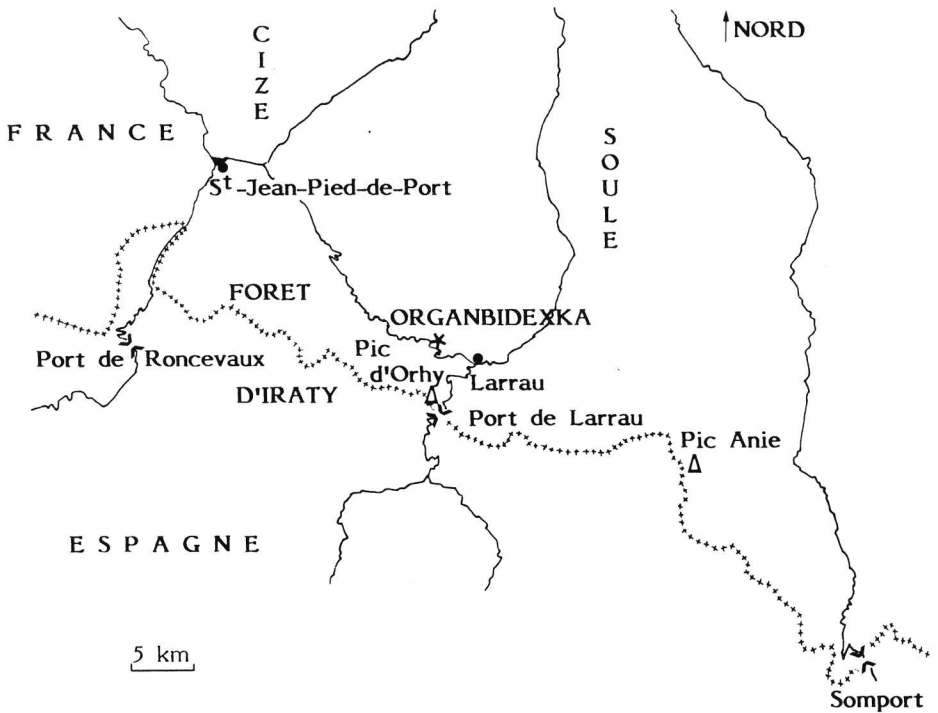 NORD
CIZE
FRANCE
SOULE
St-Jean-Pied-de-Port
FORET
D'IRATY
ORGANBIDEXKA
Port de Roncevaux
Pic
d'Orhy
Larrau
Port de Larrau
Pic Anie
ESPAGNE
5 km
Somport